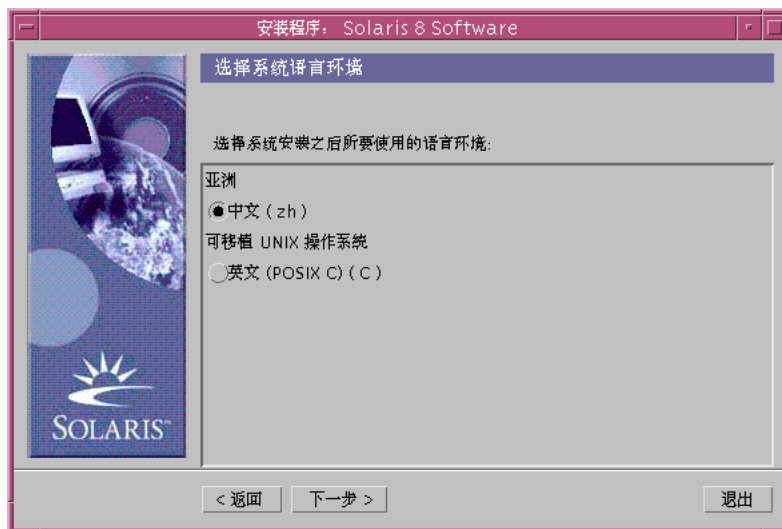 安装程序： Solaris 8 Software
选择系统语言环境
选择系统安装之后所要使用的语言环境:
亚洲
中文 ( zh )
可移植 UNIX 操作系统
英文 (POSIX C) ( C )
SOLARIS™
< 返回
下一步 >
退出